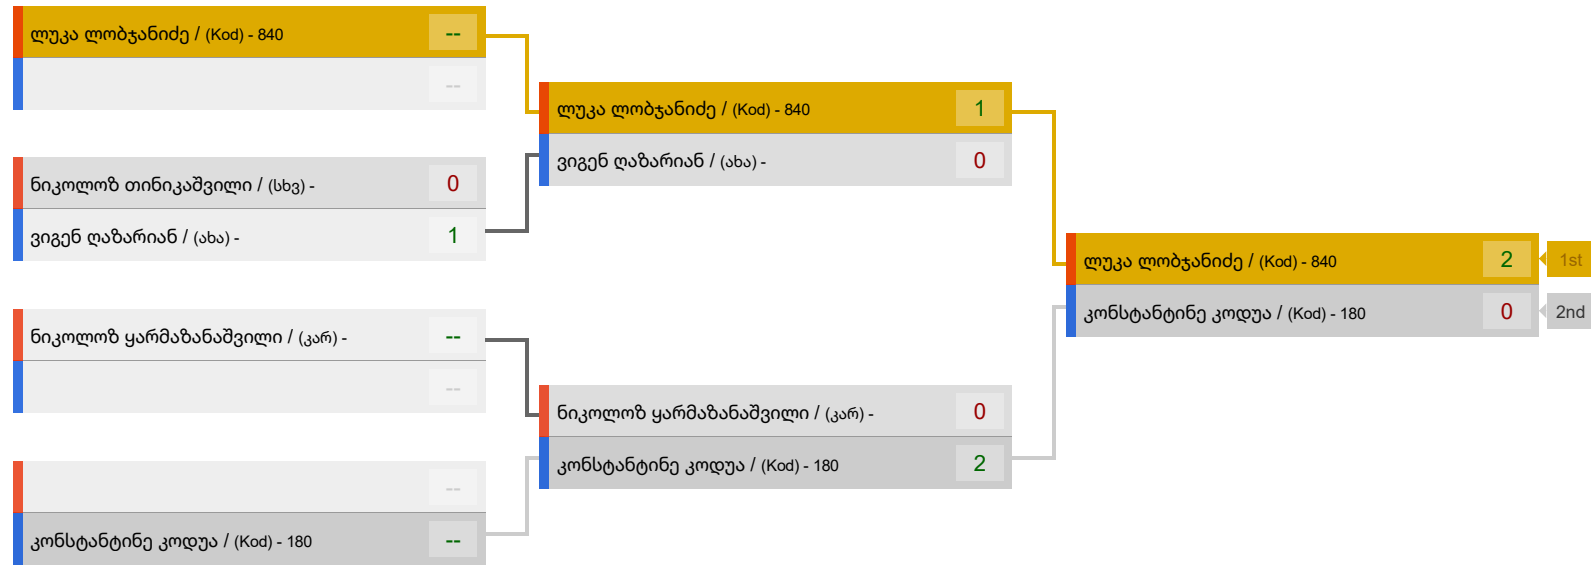 ლუკა ლობჯანიძე / (Kod) - 840 --
--
ნიკოლოზ თინიკაშვილი / (სხვ) - 0
ვიგენ ღაზარიან / (ახა) - 1
ნიკოლოზ ყარმაზანაშვილი / (კარ) - --
--
--
კონსტანტინე კოდუა / (Kod) - 180 --
ლუკა ლობჯანიძე / (Kod) - 840 1
ვიგენ ღაზარიან / (ახა) - 0
ნიკოლოზ ყარმაზანაშვილი / (კარ) - 0
კონსტანტინე კოდუა / (Kod) - 180 2
ლუკა ლობჯანიძე / (Kod) - 840 2 1st
კონსტანტინე კოდუა / (Kod) - 180 0 2nd